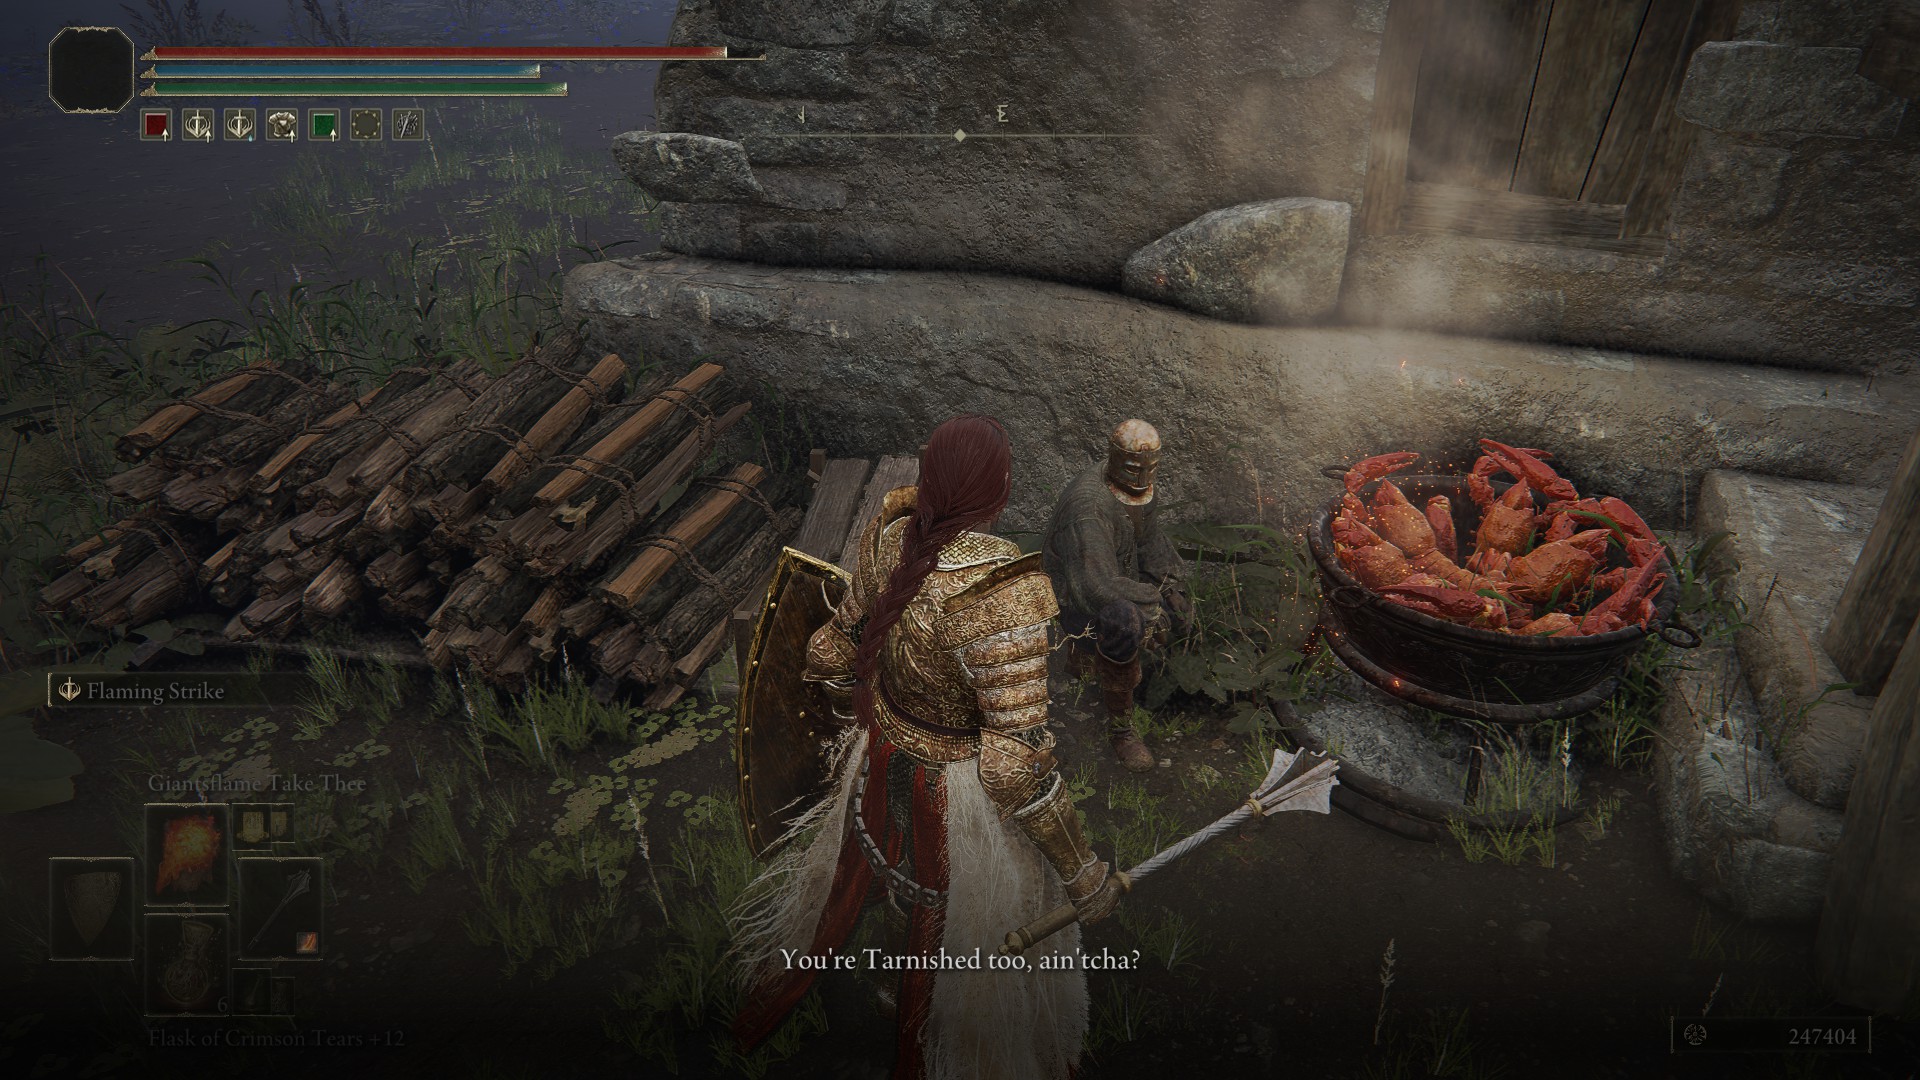 E
Flaming Strike
Giantsflame Take Thee
You're Tarnished too, ain'tcha?
6
Flask of Crimson Tears +12
247404